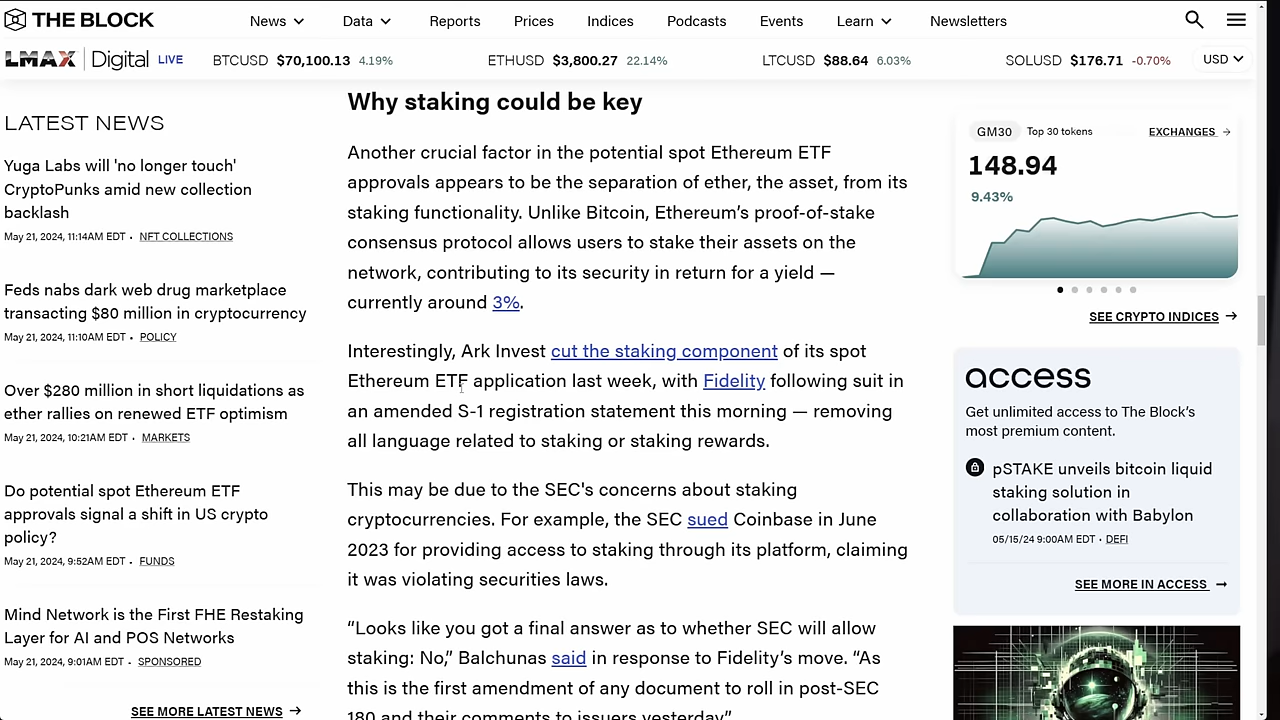 THE BLOCK
News
Data
Reports
Prices
Indices
Podcasts
Events
Learn
Newsletters
LMAX Digital LIVE
BTCUSD $70,100.13 4.19%
ETHUSD $3,800.27 22.14%
LTCUSD $88.64 6.03%
SOLUSD $176.71 -0.70%
USD
LATEST NEWS
Yuga Labs will 'no longer touch'
CryptoPunks amid new collection
backlash
May 21, 2024, 11:14AM EDT • NFT COLLECTIONS
Feds nabs dark web drug marketplace
transacting $80 million in cryptocurrency
May 21, 2024, 11:10AM EDT • POLICY
Over $280 million in short liquidations as
ether rallies on renewed ETF optimism
May 21, 2024, 10:21AM EDT • MARKETS
Do potential spot Ethereum ETF
approvals signal a shift in US crypto
policy?
May 21, 2024, 9:52AM EDT • FUNDS
Mind Network is the First FHE Restaking
Layer for AI and POS Networks
May 21, 2024, 9:01AM EDT • SPONSORED
SEE MORE LATEST NEWS →
Why staking could be key
Another crucial factor in the potential spot Ethereum ETF
approvals appears to be the separation of ether, the asset, from its
staking functionality. Unlike Bitcoin, Ethereum's proof-of-stake
consensus protocol allows users to stake their assets on the
network, contributing to its security in return for a yield —
currently around 3%.
Interestingly, Ark Invest cut the staking component of its spot
Ethereum ETF application last week, with Fidelity following suit in
an amended S-1 registration statement this morning — removing
all language related to staking or staking rewards.
This may be due to the SEC's concerns about staking
cryptocurrencies. For example, the SEC sued Coinbase in June
2023 for providing access to staking through its platform, claiming
it was violating securities laws.
“Looks like you got a final answer as to whether SEC will allow
staking: No,” Balchunas said in response to Fidelity's move. “As
this is the first amendment of any document to roll in post-SEC
180 and their comments to issuers yesterday”
GM30 Top 30 tokens EXCHANGES →
148.94
9.43%
SEE CRYPTO INDICES →
access
Get unlimited access to The Block's
most premium content.
pSTAKE unveils bitcoin liquid
staking solution in
collaboration with Babylon
05/15/24 9:00AM EDT • DEFI
SEE MORE IN ACCESS →